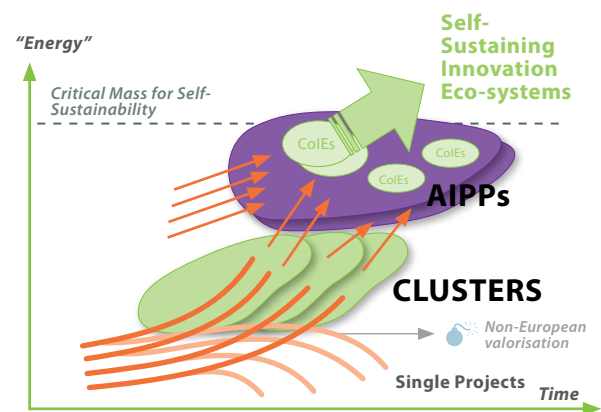 “Energy”
Self-
Sustaining
Innovation
Eco-systems
Critical Mass for Self-
Sustainability
CoIEs
CoIEs
CoIEs
AIPPs
CLUSTERS
Non-European
valorisation
Single Projects
Time